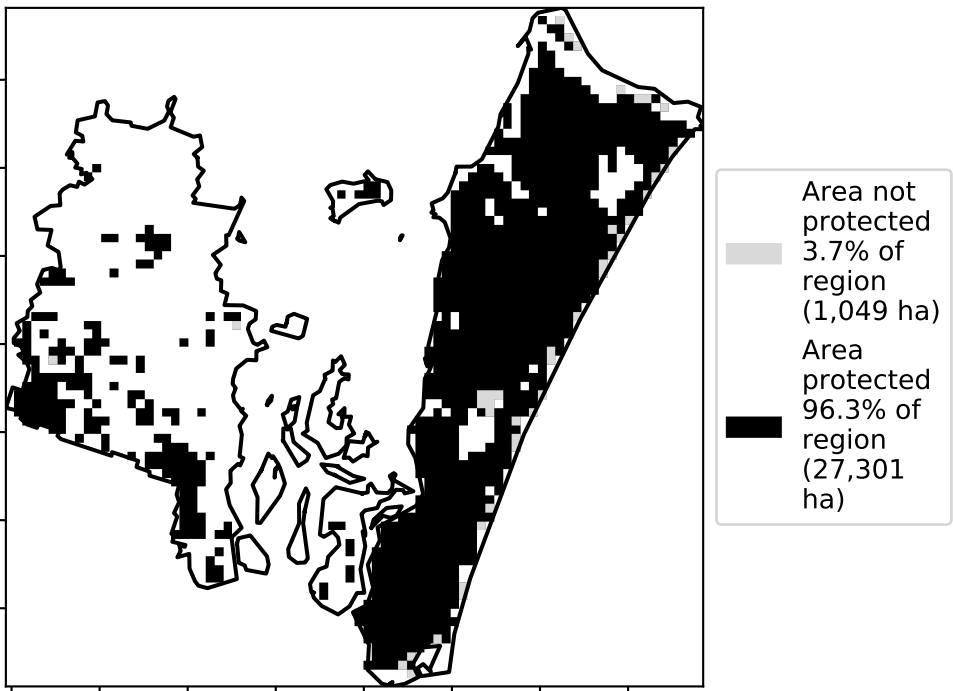 Area not
protected
3.7% of
region
(1,049 ha)
Area
protected
96.3% of
region
(27,301
ha)